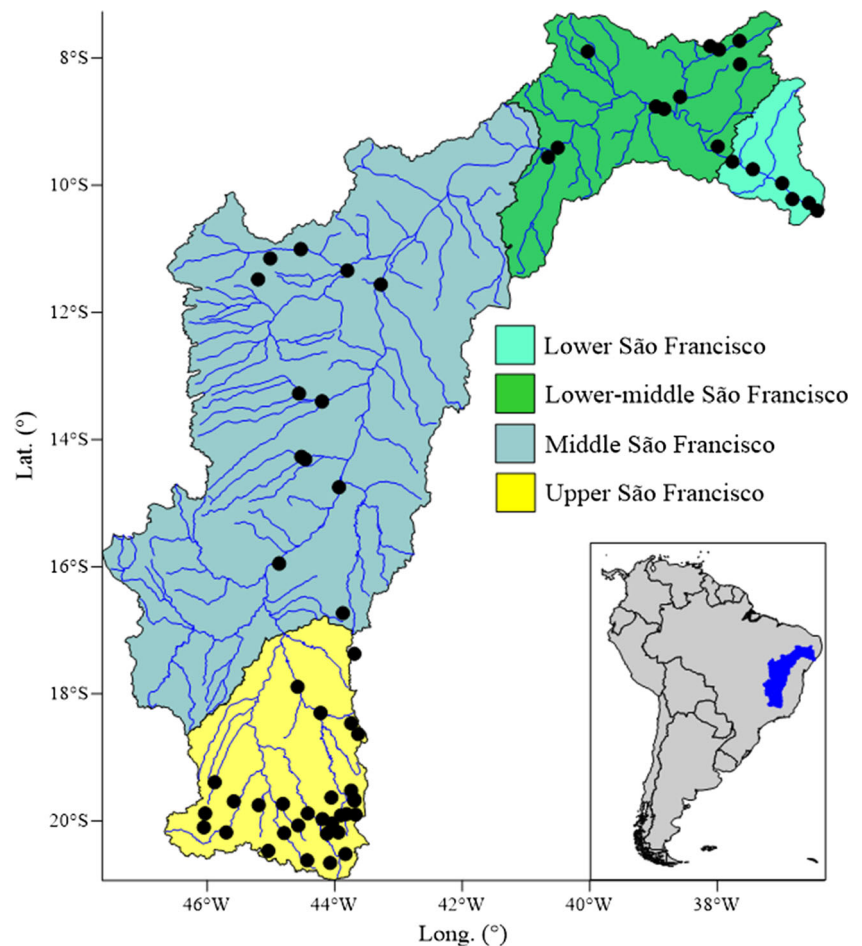 8°S
10°S
12°S
14°S
16°S
18°S
20°S
Lat. (°)
Lower São Francisco
Lower-middle São Francisco
Middle São Francisco
Upper São Francisco
46°W
44°W
42°W
40°W
38°W
Long. (°)